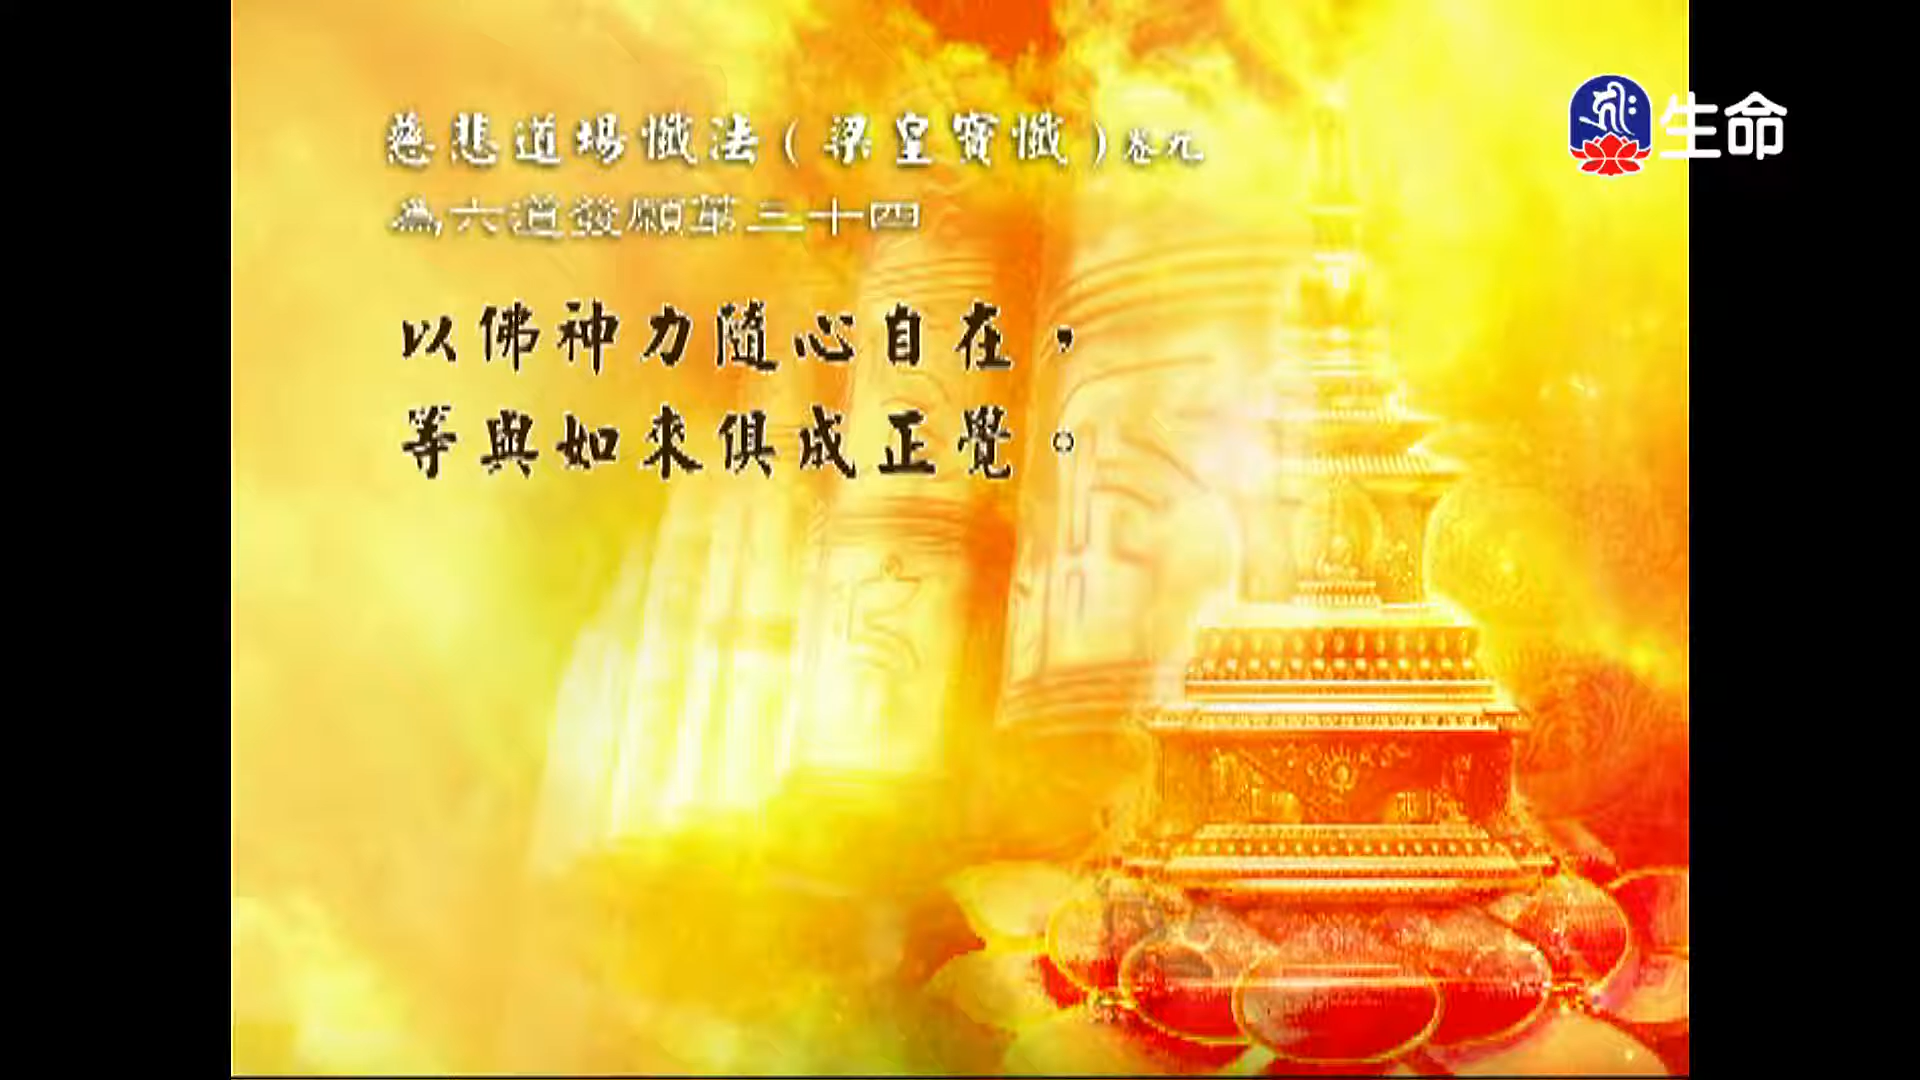 慈悲道場懺法（梁皇寶懺）卷九
為六道發願第三十四
以佛神力隨心自在，
等與如來俱成正覺。
生命